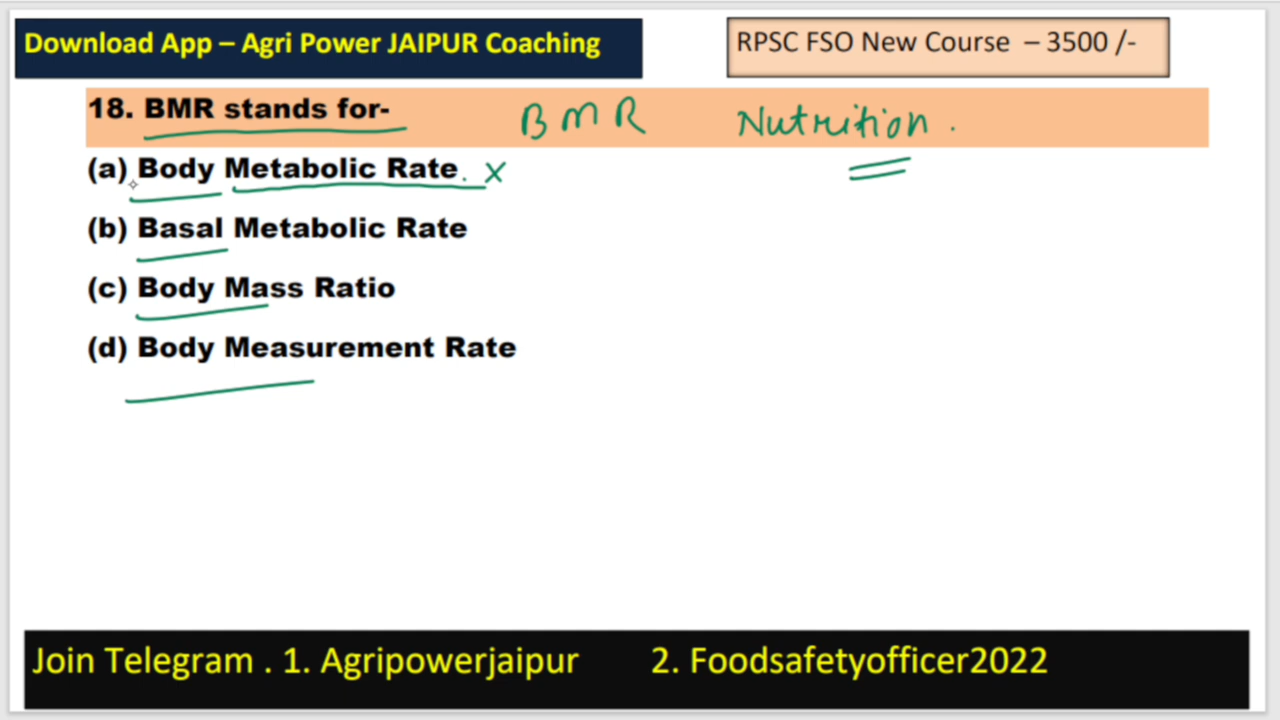 Download App – Agri Power JAIPUR Coaching
RPSC FSO New Course – 3500 /-
18. BMR stands for- BMR Nutrition.
(a) Body Metabolic Rate. x
(b) Basal Metabolic Rate
(c) Body Mass Ratio
(d) Body Measurement Rate
Join Telegram . 1. Agripowerjaipur 2. Foodsafetyofficer2022